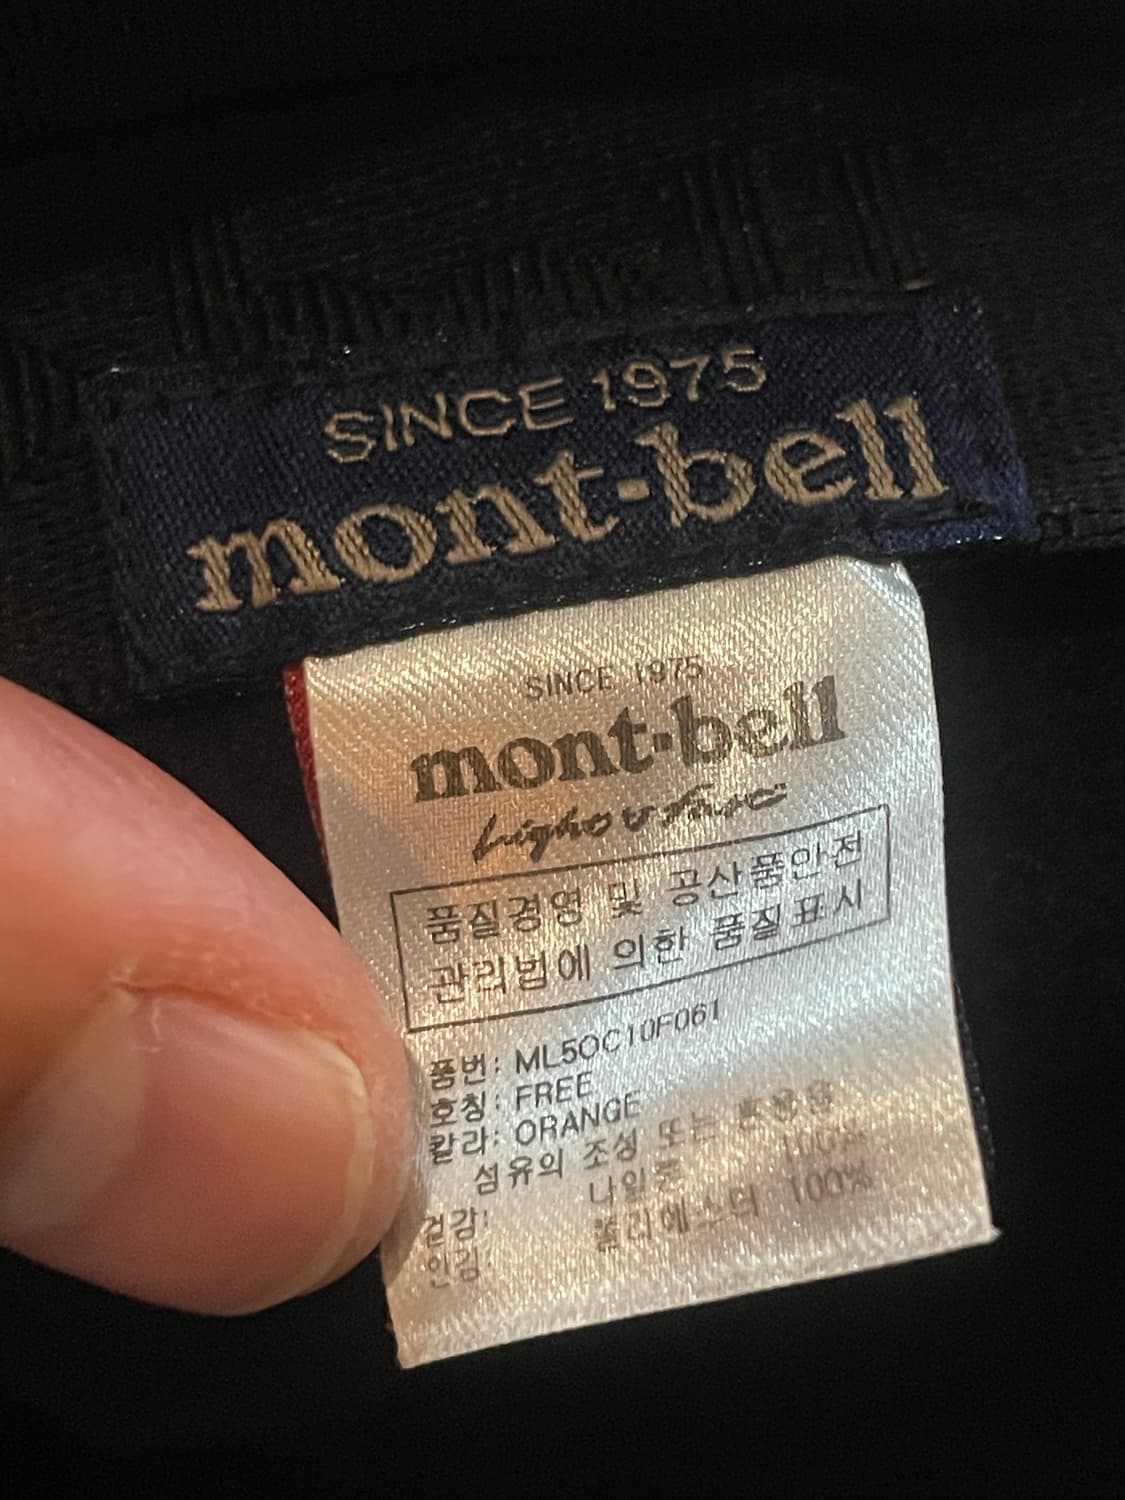 SINCE 1975
mont-bell
SINCE 1975
mont-bell
light & fast
품질경영 및 공산품안전
관리법에 의한 품질표시
품번: ML5OC10F061
호칭: FREE
칼라: ORANGE
섬유의 조성 또는 혼용율
겉감: 나일론 100%
안감: 폴리에스터 100%